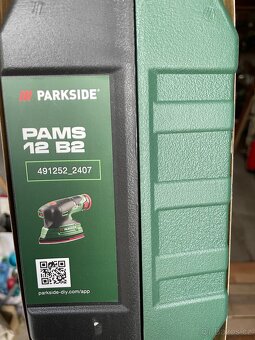 PARKSIDE®
PAMS
12 B2
491252_2407
parkside-diy.com/app